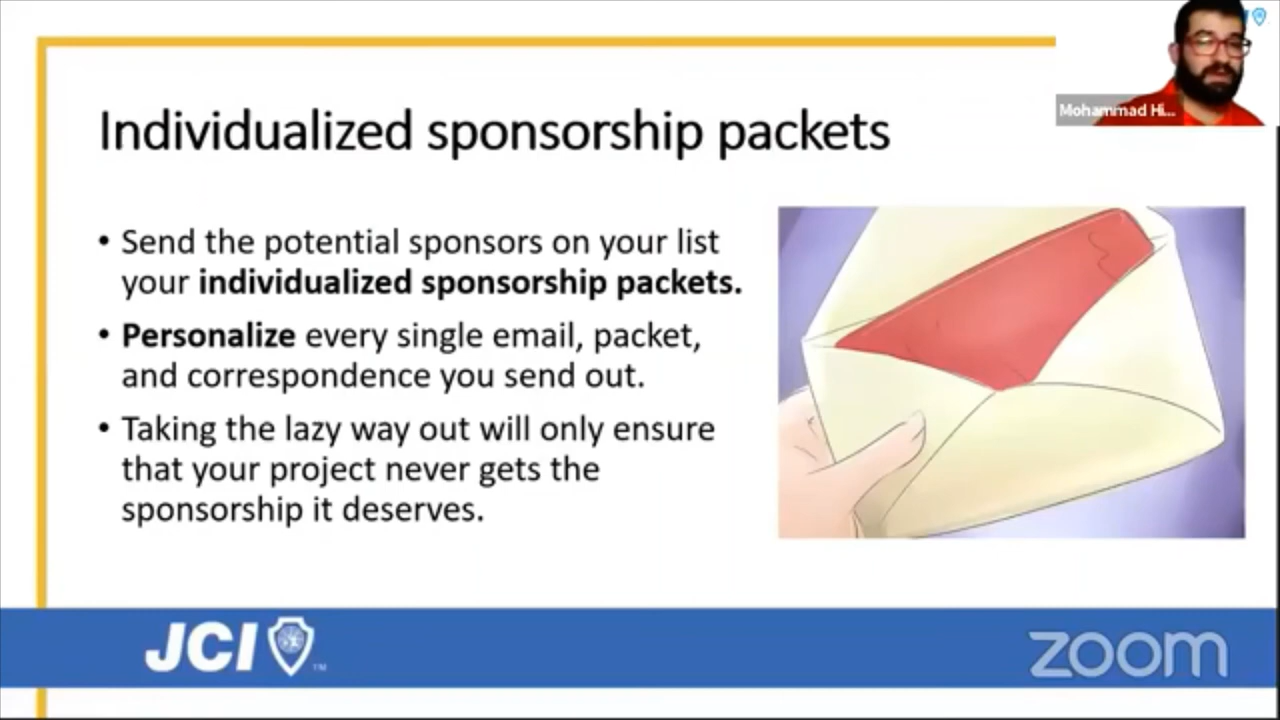 Mohammad Hi...
Individualized sponsorship packets
• Send the potential sponsors on your list
your individualized sponsorship packets.
• Personalize every single email, packet,
and correspondence you send out.
• Taking the lazy way out will only ensure
that your project never gets the
sponsorship it deserves.
JCI ™
zoom